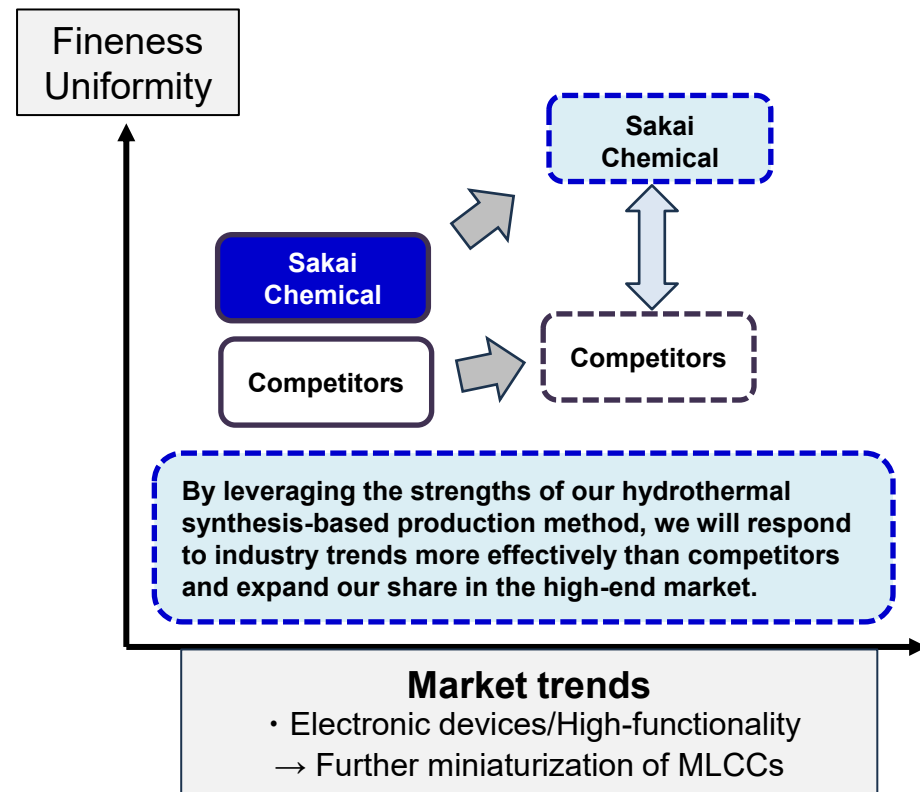 Fineness
Uniformity
Sakai
Chemical
Sakai
Chemical
Competitors
Competitors
By leveraging the strengths of our hydrothermal
synthesis-based production method, we will respond
to industry trends more effectively than competitors
and expand our share in the high-end market.
Market trends
・Electronic devices/High-functionality
→ Further miniaturization of MLCCs